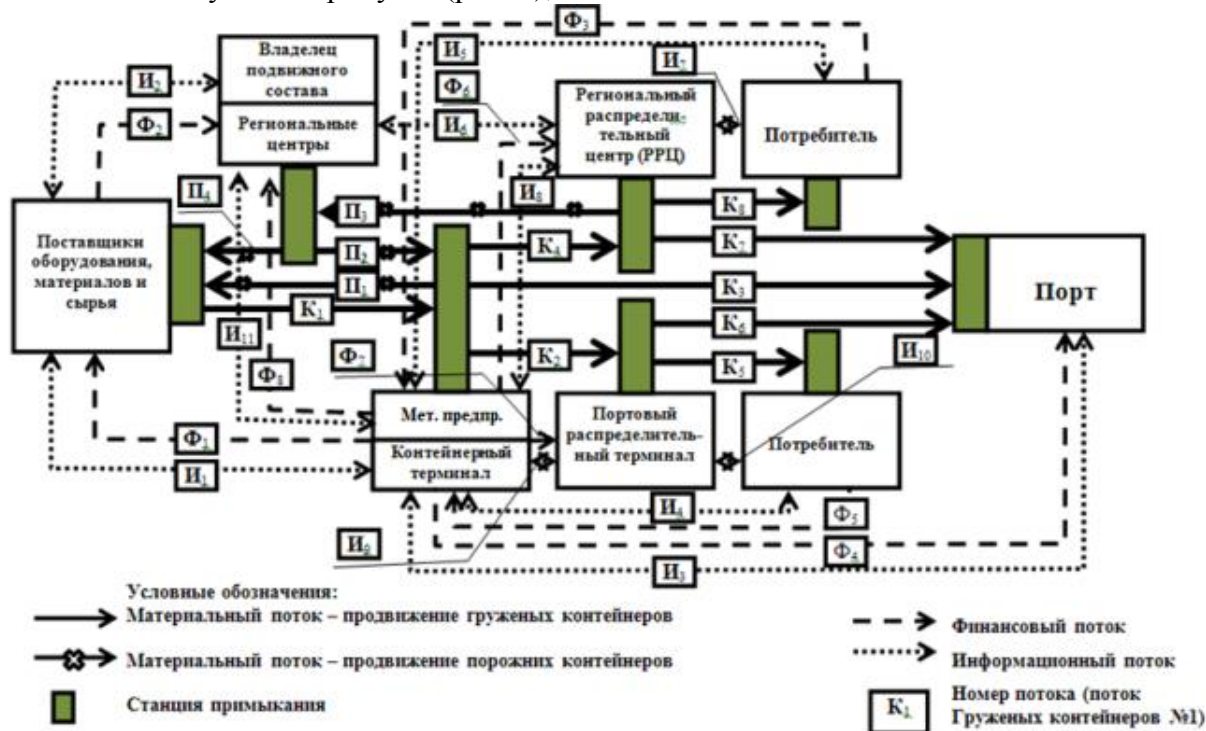 Ф3
Владелец
подвижного
состава
Региональные
центры
И2
Ф2
И5
Ф6
И6
И7
Региональный
распредели
тельный
центр (РРЦ)
Потребитель
П4
П3
И8
К8
К7
Поставщики
оборудования,
материалов и
сырья
П2
К4
П1
К3
Порт
К1
К6
И11
Ф7
К2
К5
И10
Ф8
Мет. предпр.
Контейнерный
терминал
Портовый
распределитель-
ный терминал
Потребитель
Ф1
И1
И4
Ф5
И9
Ф4
И3
Условные обозначения:
Материальный поток – продвижение груженых контейнеров
Материальный поток – продвижение порожних контейнеров
Станция примыкания
Финансовый поток
Информационный поток
К1
Номер потока (поток
Груженых контейнеров №1)